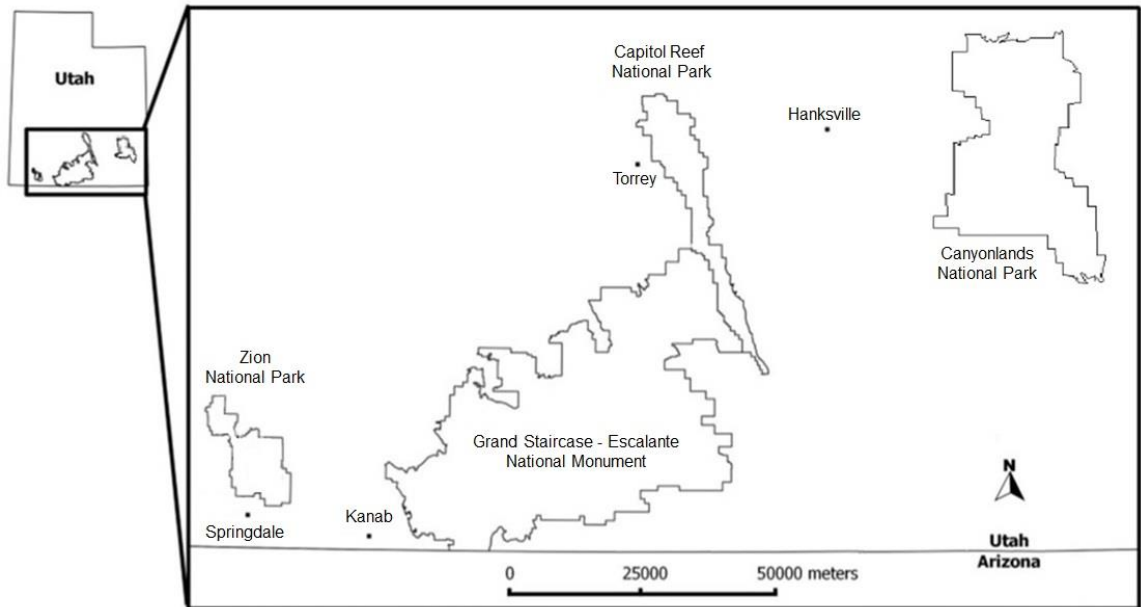 Utah
Capitol Reef
National Park
Hanksville
Torrey
Canyonlands
National Park
Zion
National Park
Grand Staircase - Escalante
National Monument
N
Springdale
Kanab
Utah
Arizona
0 25000 50000 meters